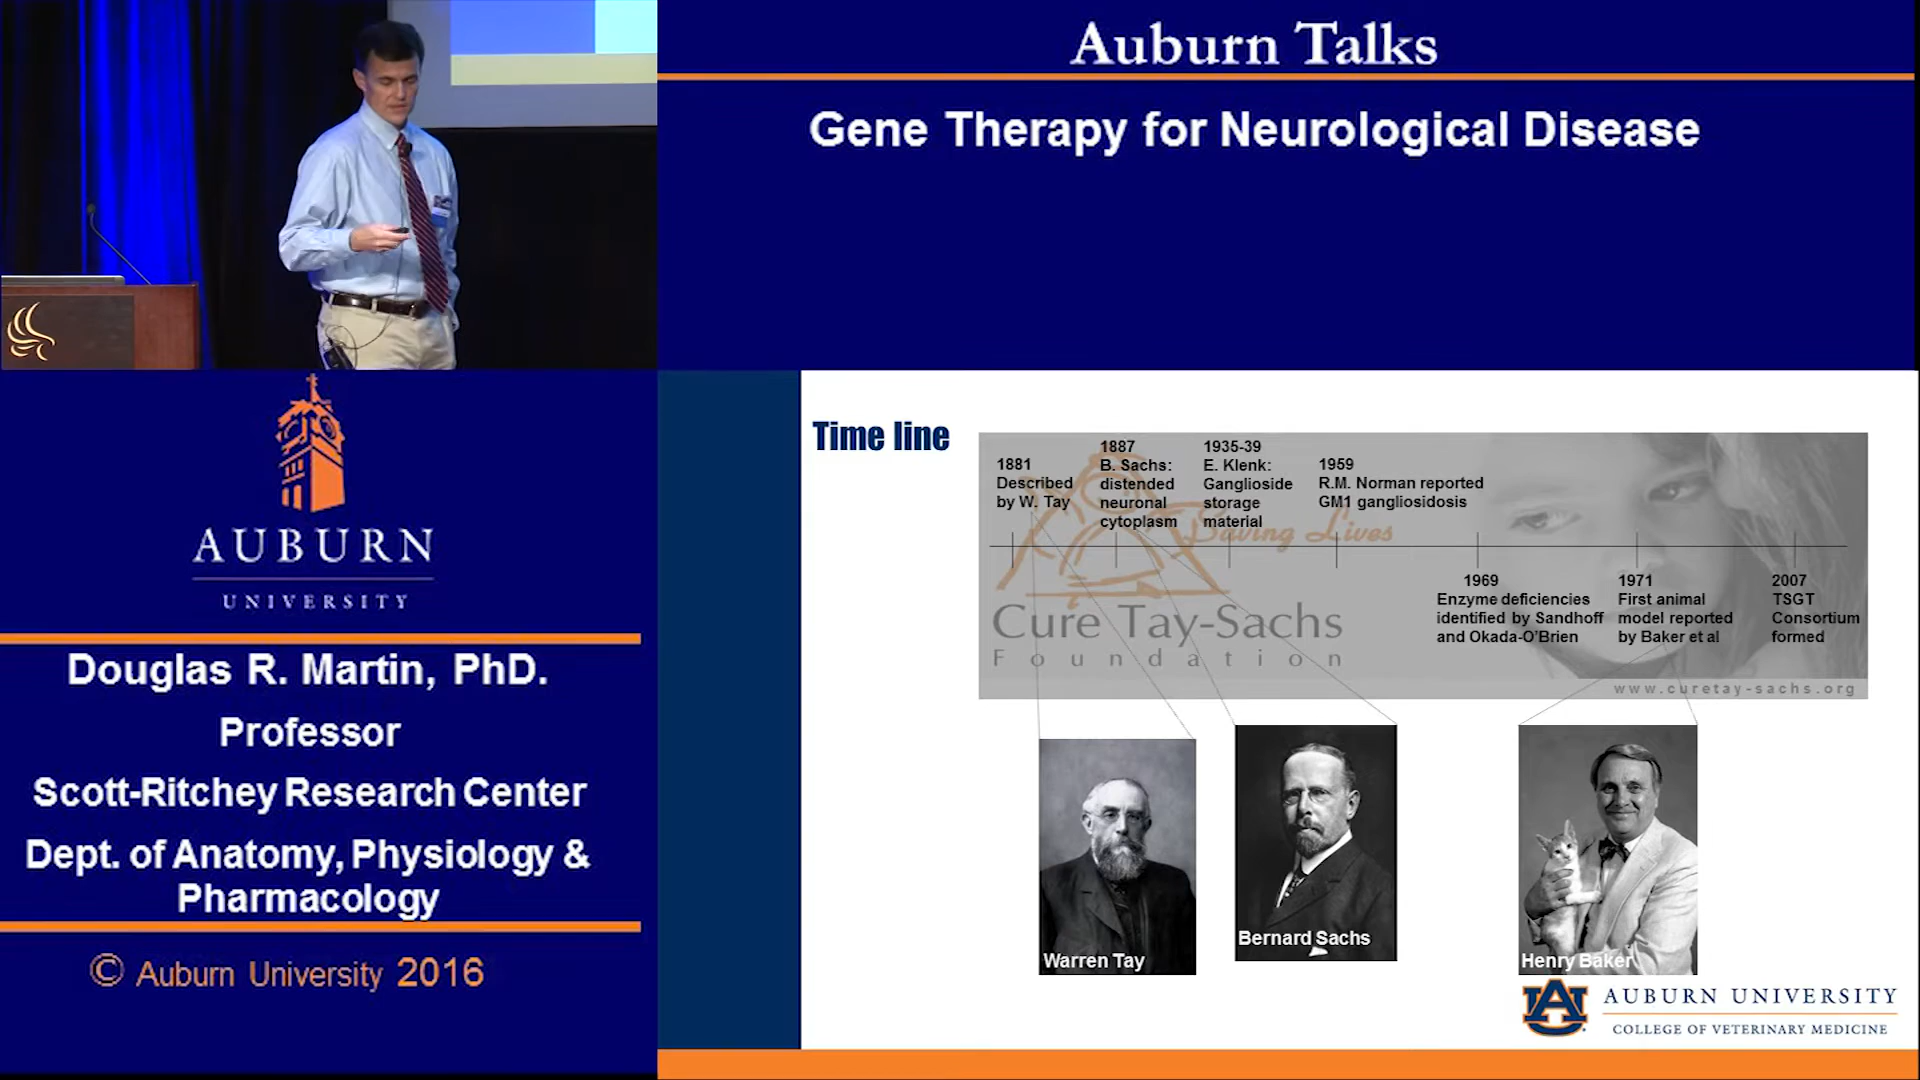 Auburn Talks
Gene Therapy for Neurological Disease
AUBURN
UNIVERSITY
Douglas R. Martin, PhD.
Professor
Scott-Ritchey Research Center
Dept. of Anatomy, Physiology &
Pharmacology
© Auburn University 2016
Time line
1881
Described
by W. Tay
1887
B. Sachs:
distended
neuronal
cytoplasm
1935-39
E. Klenk:
Ganglioside
storage
material
1959
R.M. Norman reported
GM1 gangliosidosis
Saving Lives
1969
Enzyme deficiencies
identified by Sandhoff
and Okada-O'Brien
1971
First animal
model reported
by Baker et al
2007
TSGT
Consortium
formed
Cure Tay-Sachs
Foundation
www.curetay-sachs.org
Warren Tay
Bernard Sachs
Henry Baker
AU
AUBURN UNIVERSITY
COLLEGE OF VETERINARY MEDICINE